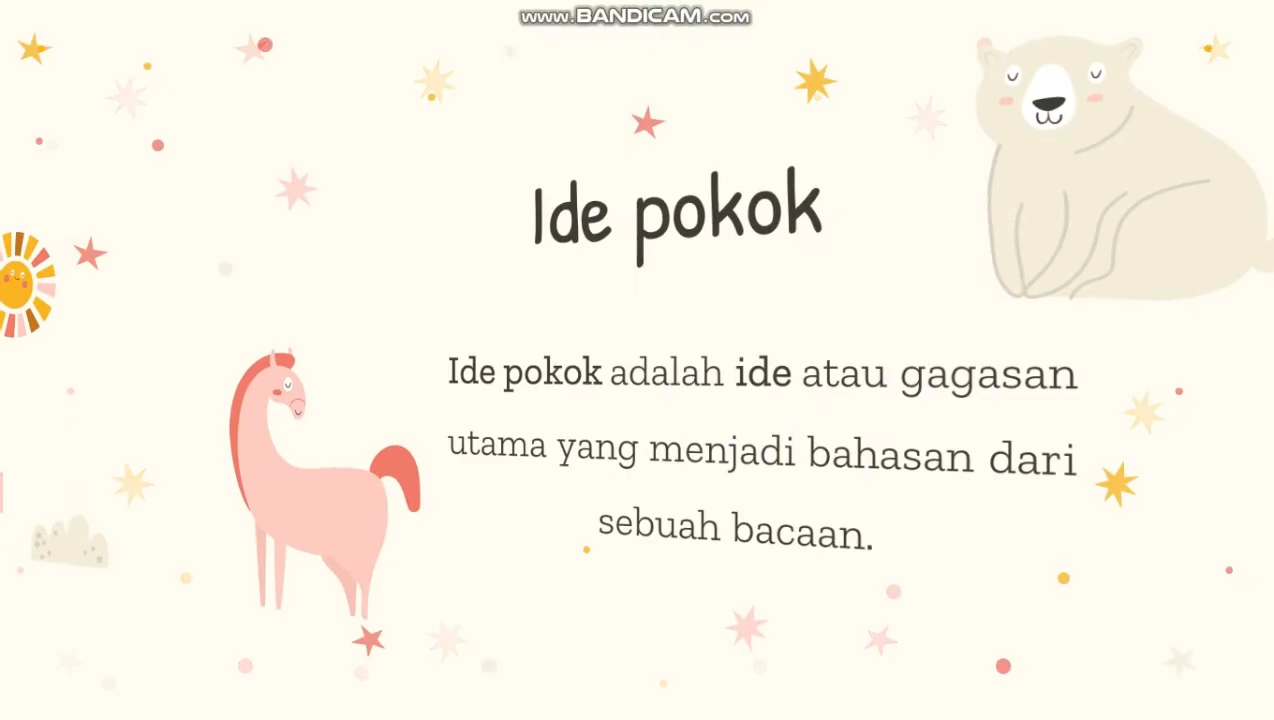 www.BANDICAM.com
Ide pokok
Ide pokok adalah ide atau gagasan
utama yang menjadi bahasan dari
sebuah bacaan.